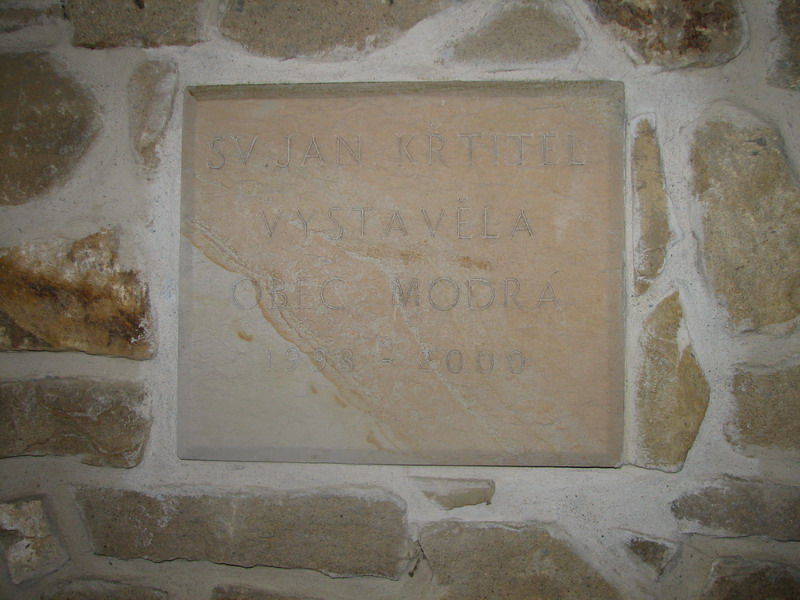 SV. JAN KŘTITEL
VYSTAVĚLA
OBEC MODRÁ
1998 - 2000